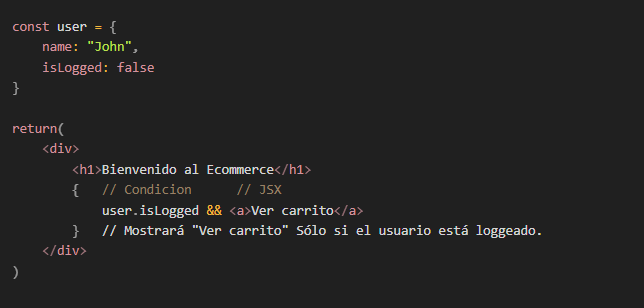 const user = {
    name: "John",
    isLogged: false
}

return(
    <div>
        <h1>Bienvenido al Ecommerce</h1>
        {   // Condicion      // JSX
            user.isLogged && <a>Ver carrito</a>
        }   // Mostrará "Ver carrito" Sólo si el usuario está loggeado.
    </div>
)